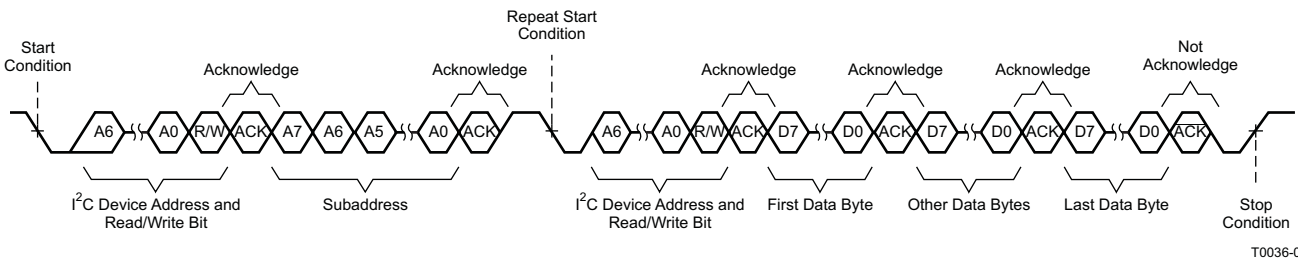 Repeat Start
Condition
Start
Condition
Not
Acknowledge
Acknowledge
Acknowledge
Acknowledge
Acknowledge
Acknowledge
A6 A0 R/W ACK A7 A6 A5 A0 ACK A6 A0 R/W ACK D7 D0 ACK D7 D0 ACK D7 D0 ACK
I²C Device Address and
Read/Write Bit
Subaddress
I²C Device Address and
Read/Write Bit
First Data Byte
Other Data Bytes
Last Data Byte
Stop
Condition
T0036-0